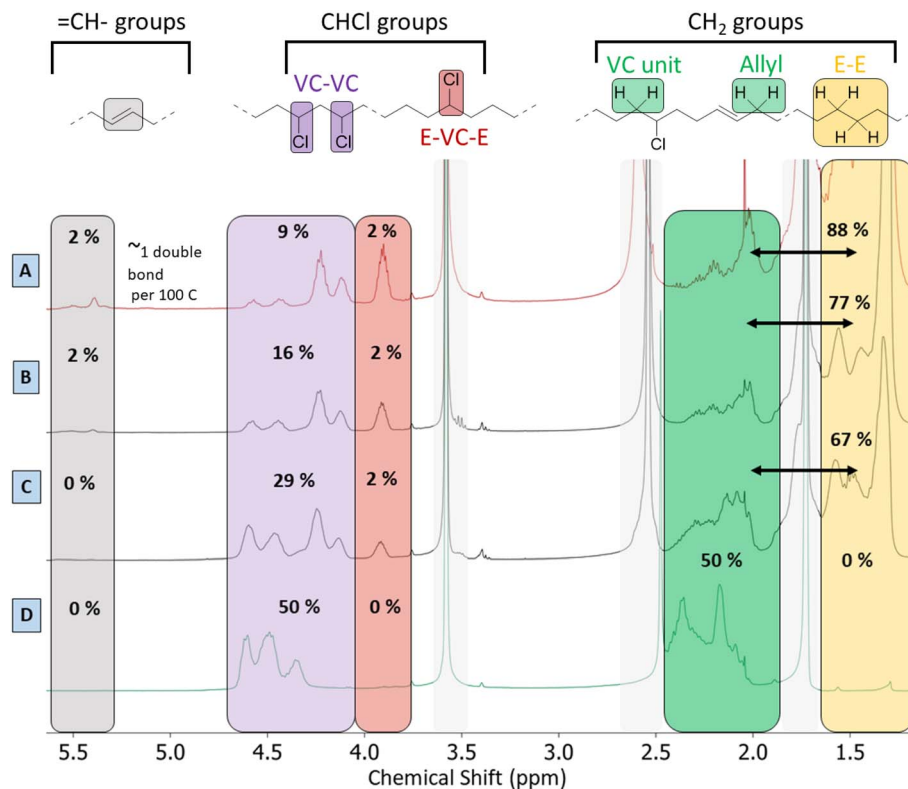 =CH- groups
CHCl groups
CH₂ groups
VC-VC
VC unit
Allyl
E-E
Cl
H H
H H
H H
Cl Cl
E-VC-E
Cl
H H
2 %
~1 double
bond
per 100 C
9 %
2 %
88 %
A
77 %
2 %
16 %
2 %
B
67 %
0 %
29 %
2 %
C
50 %
0 %
0 %
50 %
0 %
D
5.5 5.0 4.5 4.0 3.5 3.0 2.5 2.0 1.5
Chemical Shift (ppm)